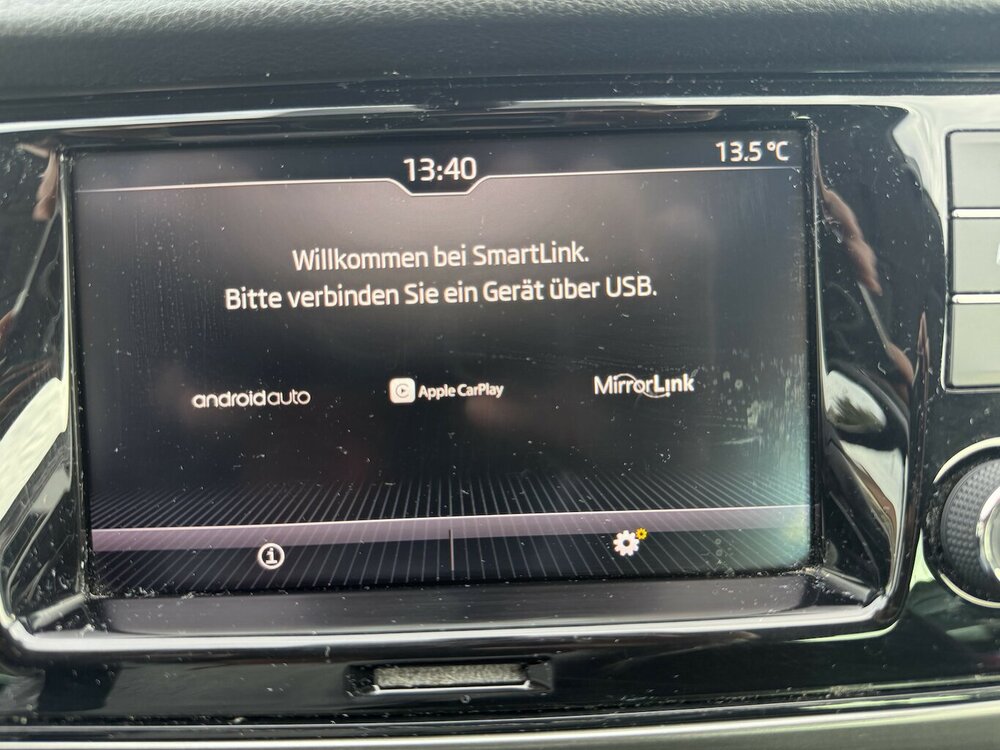 13:40
13.5 °C
Willkommen bei SmartLink.
Bitte verbinden Sie ein Gerät über USB.
androidauto
Apple CarPlay
MirrorLink